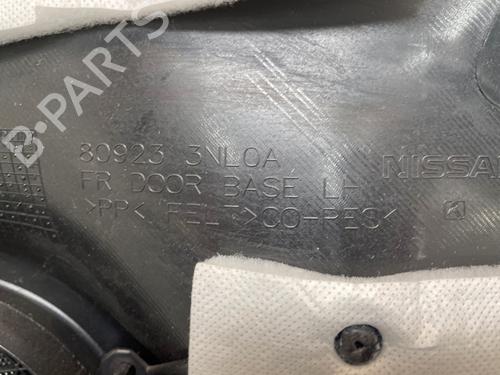 80923 3NL0A
FR DOOR BASE LH
NISSAN
>PP< FELT >CO-PES<
B-PARTS